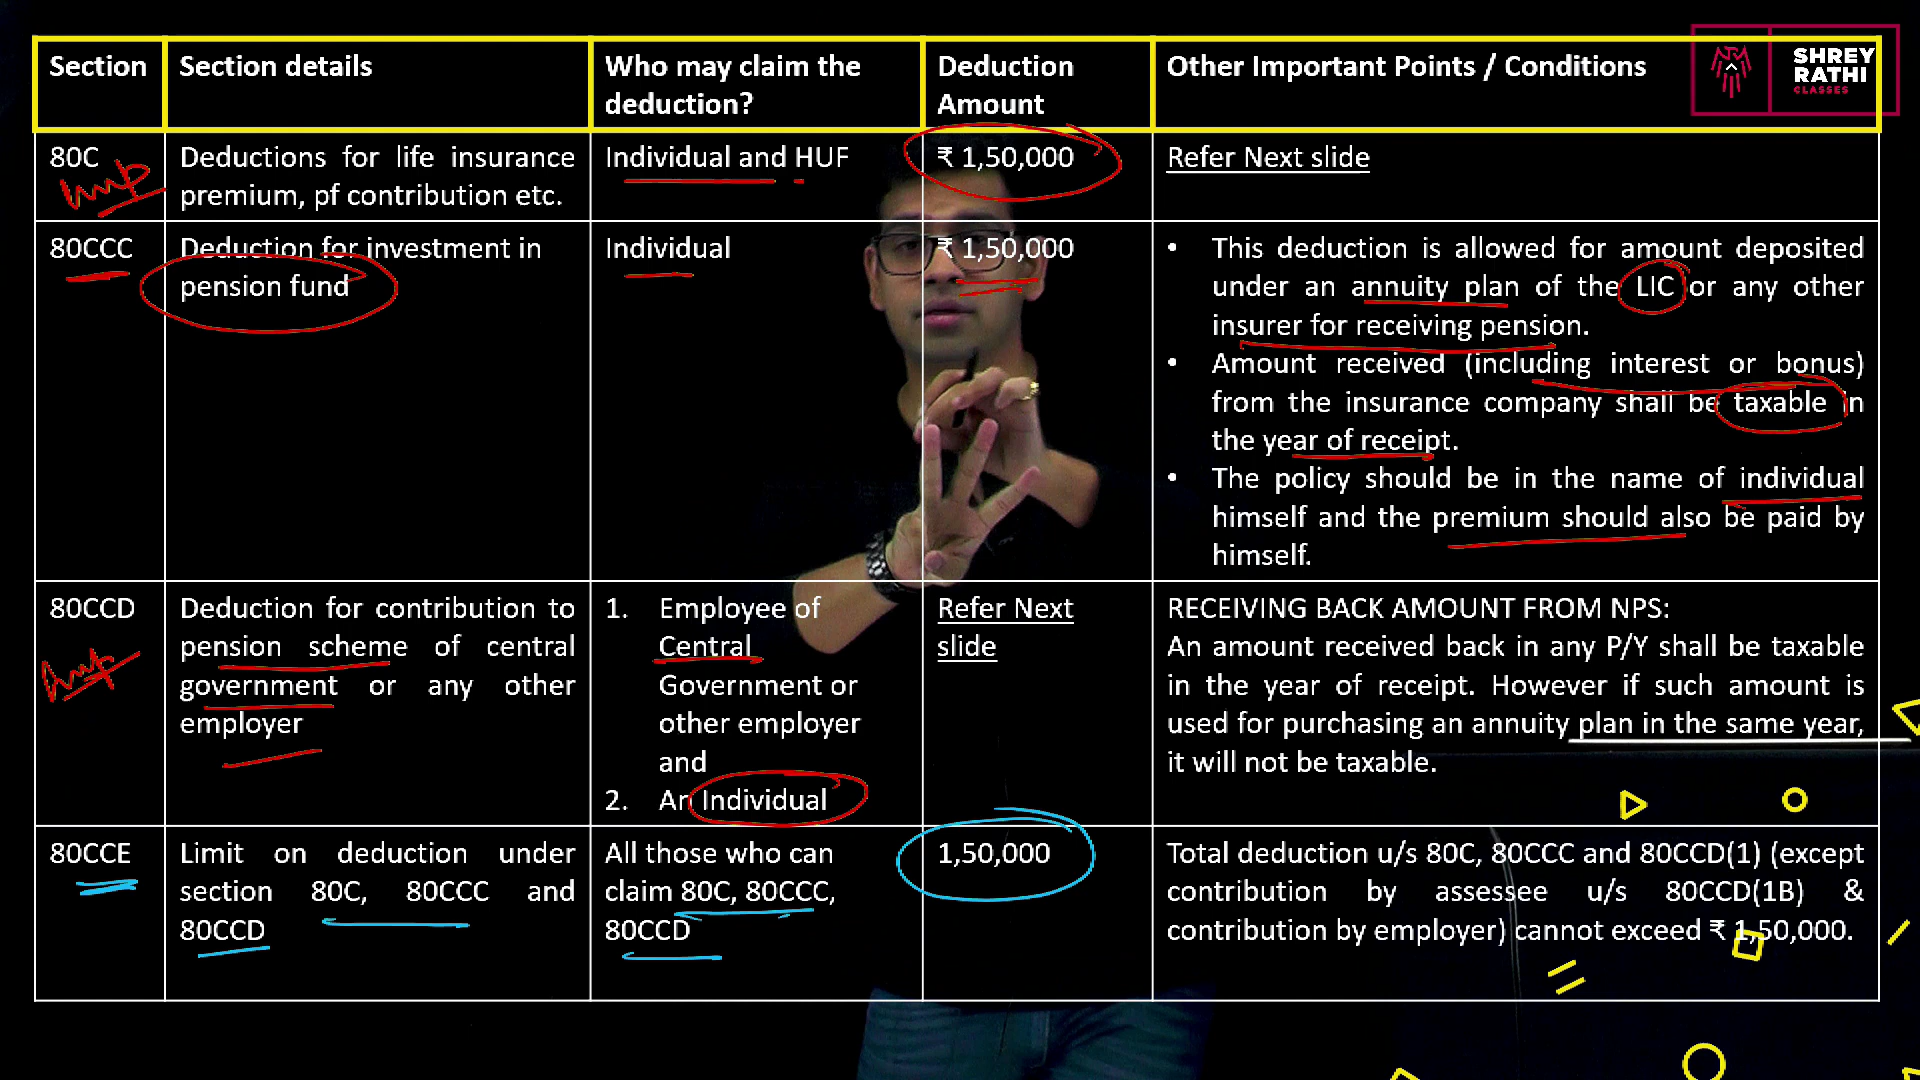 SHREY
RATHI
CLASSES
Section
Section details
Who may claim the
deduction?
Deduction
Amount
Other Important Points / Conditions
80C
Imp
Deductions for life insurance
premium, pf contribution etc.
Individual and HUF
₹ 1,50,000
Refer Next slide
80CCC
Deduction for investment in
pension fund
Individual
₹ 1,50,000
• This deduction is allowed for amount deposited
under an annuity plan of the LIC or any other
insurer for receiving pension.
• Amount received (including interest or bonus)
from the insurance company shall be taxable in
the year of receipt.
• The policy should be in the name of individual
himself and the premium should also be paid by
himself.
80CCD
Imp
Deduction for contribution to
pension scheme of central
government or any other
employer
1. Employee of
Central
Government or
other employer
and
2. An Individual
Refer Next
slide
RECEIVING BACK AMOUNT FROM NPS:
An amount received back in any P/Y shall be taxable
in the year of receipt. However if such amount is
used for purchasing an annuity plan in the same year,
it will not be taxable.
80CCE
Limit on deduction under
section 80C, 80CCC and
80CCD
All those who can
claim 80C, 80CCC,
80CCD
1,50,000
Total deduction u/s 80C, 80CCC and 80CCD(1) (except
contribution by assessee u/s 80CCD(1B) &
contribution by employer) cannot exceed ₹ 1,50,000.